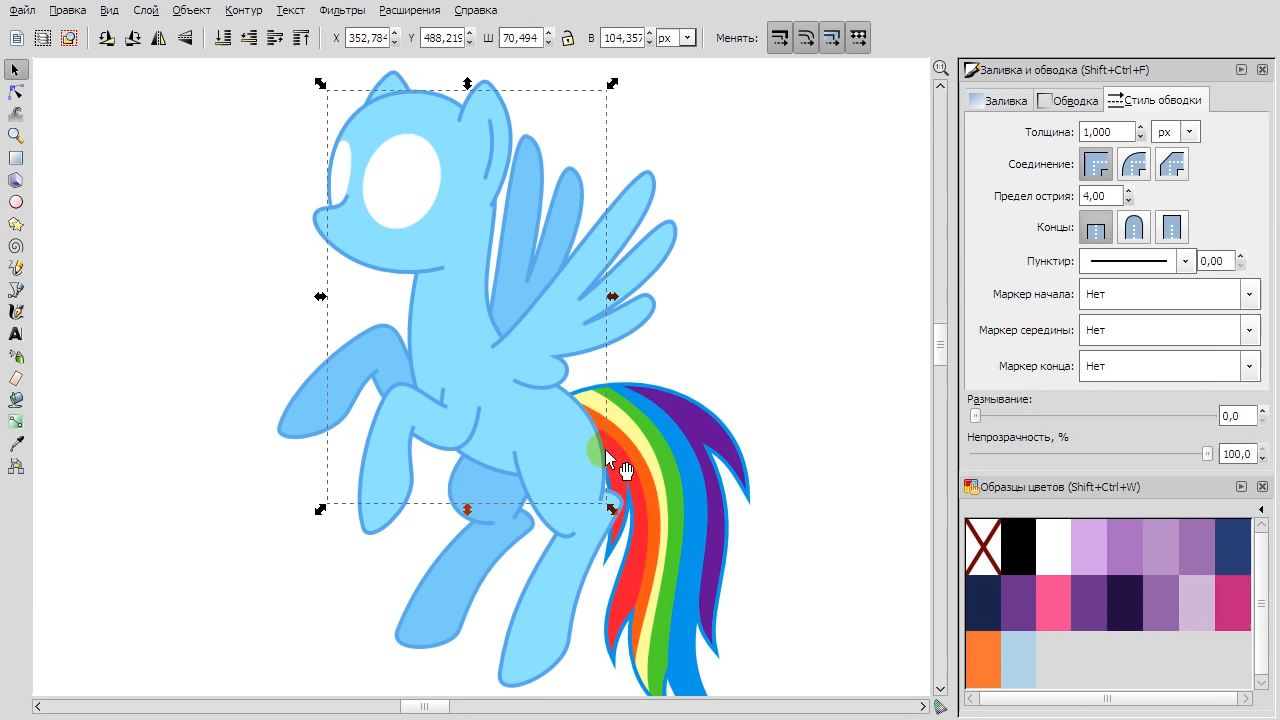 Файл Правка Вид Слой Объект Контур Текст Фильтры Расширения Справка
X 352,784 Y 488,219 Ш 70,494 В 104,357 px Менять:
1:1
Заливка и обводка (Shift+Ctrl+F)
Заливка Обводка Стиль обводки
Толщина: 1,000 px
Соединение:
Предел острия: 4,00
Концы:
Пунктир: 0,00
Маркер начала: Нет
Маркер середины: Нет
Маркер конца: Нет
Размывание:
0,0
Непрозрачность, %
100,0
Образцы цветов (Shift+Ctrl+W)
A